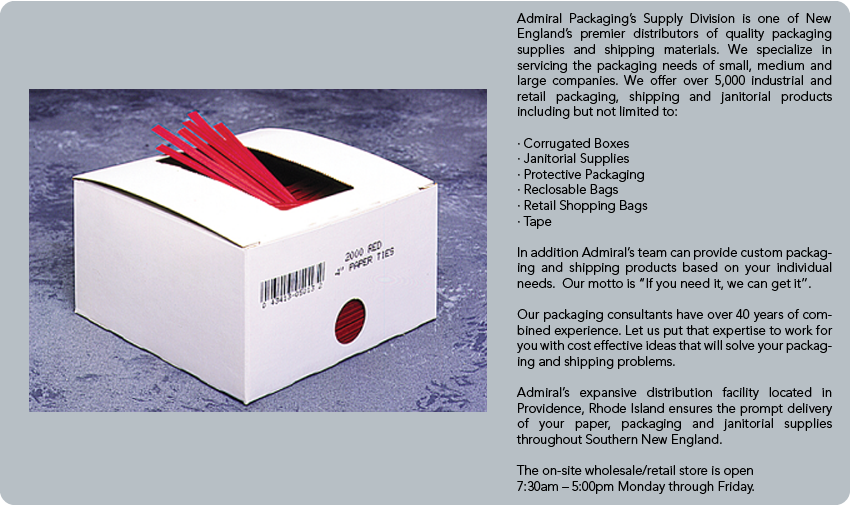 Admiral Packaging's Supply Division is one of New
England's premier distributors of quality packaging
supplies and shipping materials. We specialize in
servicing the packaging needs of small, medium and
large companies. We offer over 5,000 industrial and
retail packaging, shipping and janitorial products
including but not limited to:
· Corrugated Boxes
· Janitorial Supplies
· Protective Packaging
· Reclosable Bags
· Retail Shopping Bags
· Tape
In addition Admiral's team can provide custom packag-
ing and shipping products based on your individual
needs.  Our motto is "If you need it, we can get it".
Our packaging consultants have over 40 years of com-
bined experience. Let us put that expertise to work for
you with cost effective ideas that will solve your packag-
ing and shipping problems.
Admiral's expansive distribution facility located in
Providence, Rhode Island ensures the prompt delivery
of your paper, packaging and janitorial supplies
throughout Southern New England.
The on-site wholesale/retail store is open
7:30am – 5:00pm Monday through Friday.
2000 RED
4" PAPER TIES